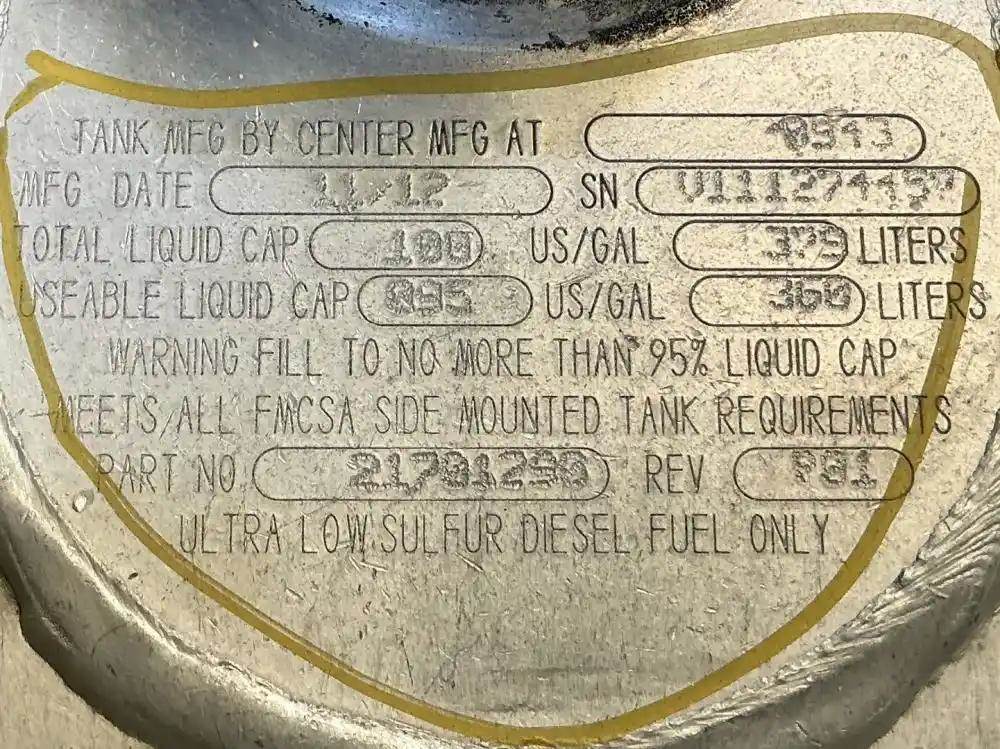 TANK MFG BY CENTER MFG AT 0943
MFG DATE 11/12 SN
TOTAL LIQUID CAP 100 US/GAL 379 LITERS
USEABLE LIQUID CAP 095 US/GAL 360 LITERS
WARNING FILL TO NO MORE THAN 95% LIQUID CAP
MEETS ALL FMCSA SIDE MOUNTED TANK REQUIREMENTS
PART NO 21701290 REV P01
ULTRA LOW SULFUR DIESEL FUEL ONLY